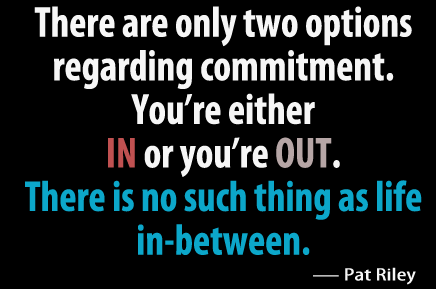 There are only two options
regarding commitment.
You’re either
IN or you’re OUT.
There is no such thing as life
in-between.
— Pat Riley